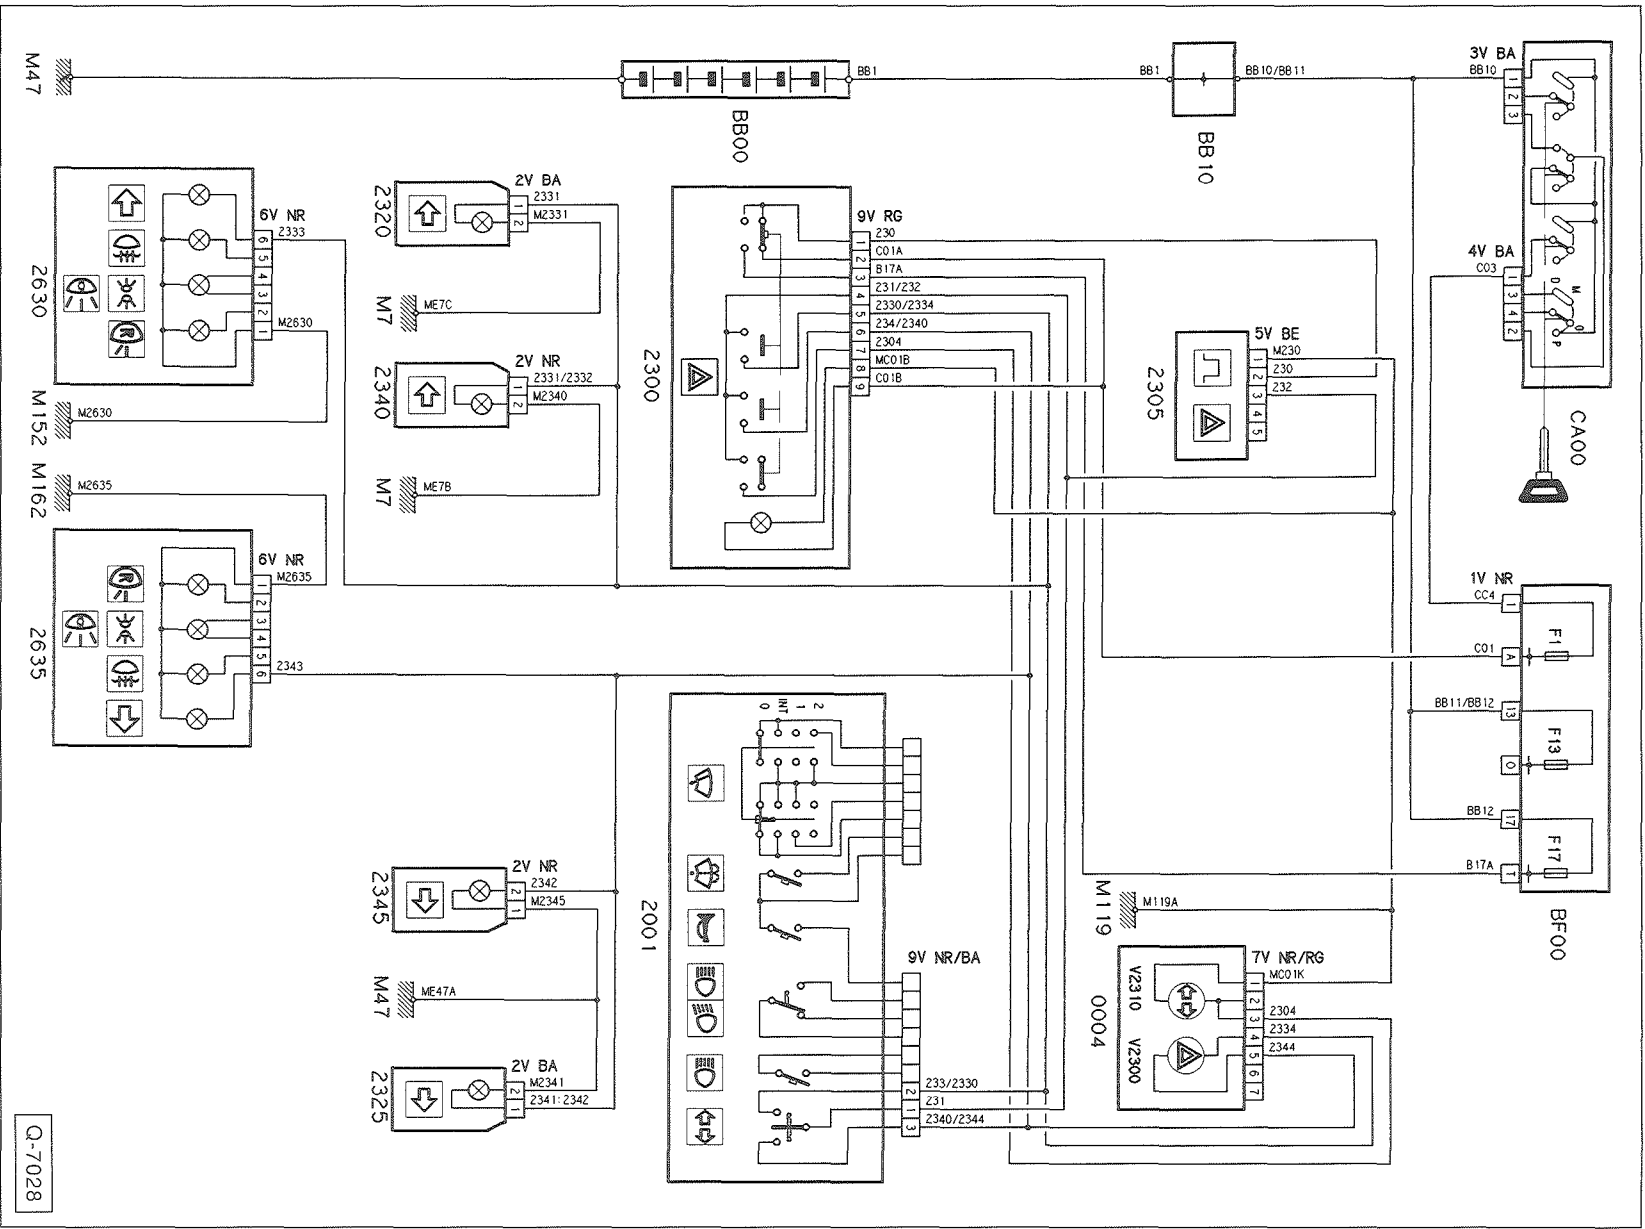 M47
BB00
BB1
BB1
BB10
BB10/BB11
3V BA
BB10
1
2
3
4V BA
C03
1
3
4
2
M
D
O
P
CA00
2630
6V NR
2333
6
5
4
3
2
1
M2630
M152
M2630
M162
M2635
2635
6V NR
M2635
1
2
3
4
5
6
2343
2320
2V BA
2331
1
2
M2331
M7
ME7C
2340
2V NR
2331/2332
1
2
M2340
M7
ME7B
2300
9V RG
1 230
2 C01A
3 B17A
4 231/232
5 2330/2334
6 234/2340
7 2304
8 MC01B
9 C01B
2305
5V BE
1 M230
2 230
3 232
4
5
1V NR
CC4
1
F1
C01
A
BB11/BB12
13
F13
O
BB12
17
F17
B17A
T
BF00
M119
M119A
0004
V2310
V2300
7V NR/RG
1 MC01K
2
3 2304
4 2334
5 2344
6
7
2001
0
INT
1
2
9V NR/BA
2 233/2330
1 231
3 2340/2344
2345
2V NR
2 2342
1 M2345
M47
ME47A
2325
2V BA
2 M2341
1 2341:2342
Q-7028